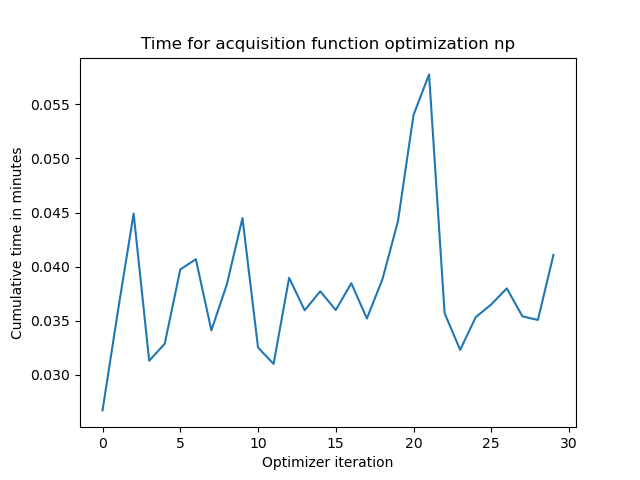 Time for acquisition function optimization np
Cumulative time in minutes
0.055
0.050
0.045
0.040
0.035
0.030
0 5 10 15 20 25 30
Optimizer iteration